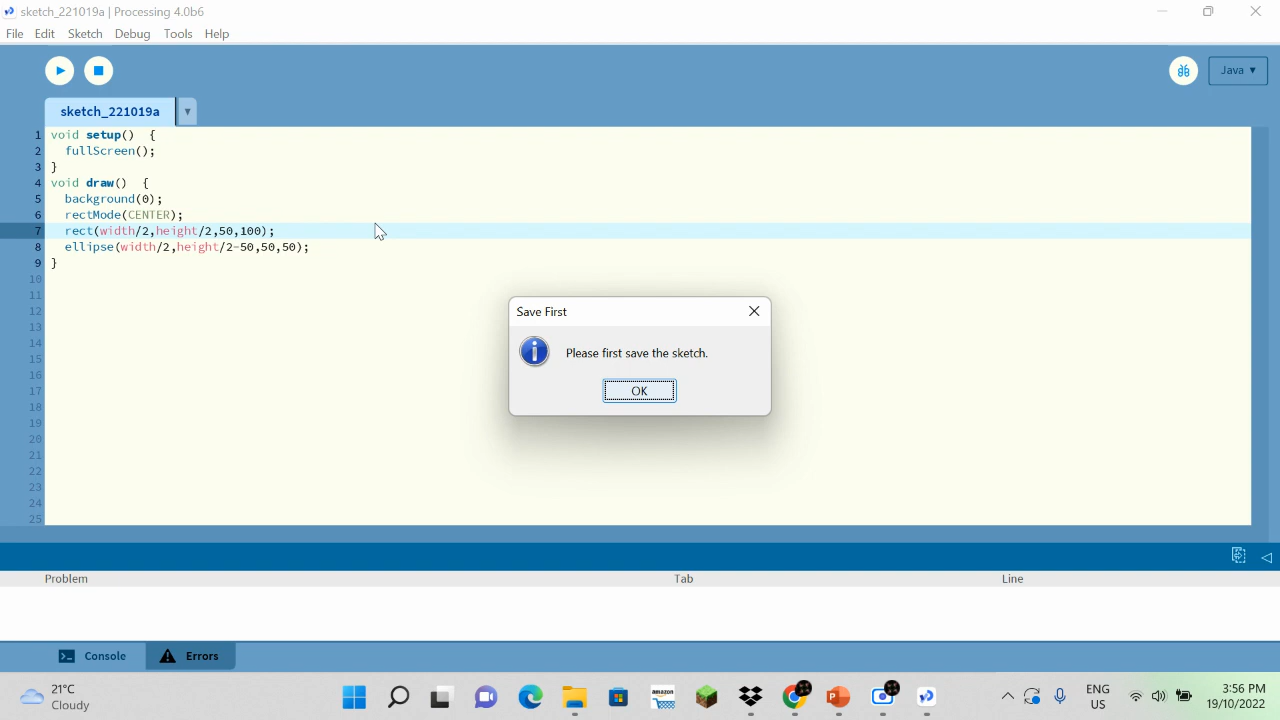 sketch_221019a | Processing 4.0b6
File Edit Sketch Debug Tools Help
Java ▾
sketch_221019a ▾
1 void setup()  {
2   fullScreen();
3 }
4 void draw()  {
5   background(0);
6   rectMode(CENTER);
7   rect(width/2,height/2,50,100);
8   ellipse(width/2,height/2-50,50,50);
9 }
10
11
12
13
14
15
16
17
18
19
20
21
22
23
24
25
Save First
Please first save the sketch.
OK
Problem Tab Line
Console Errors
21°C
Cloudy
amazon
ENG
US
3:56 PM
19/10/2022